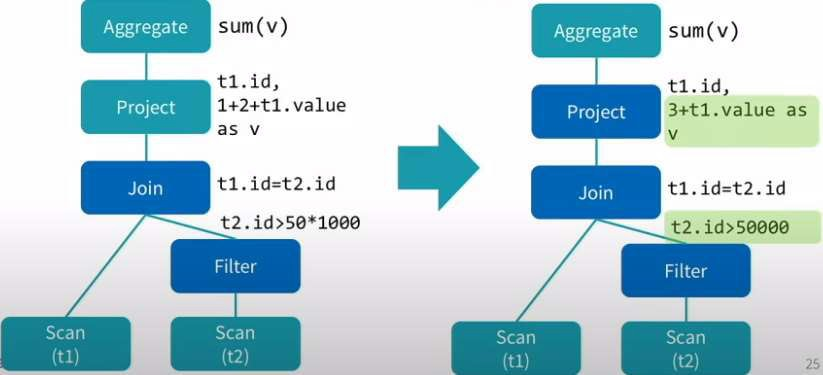 Aggregate sum(v)
t1.id,
Project 1+2+t1.value
as v
Join t1.id=t2.id
t2.id>50*1000
Filter
Scan
(t1)
Scan
(t2)
Aggregate sum(v)
t1.id,
Project 3+t1.value as
v
Join t1.id=t2.id
t2.id>50000
Filter
Scan
(t1)
Scan
(t2)
25